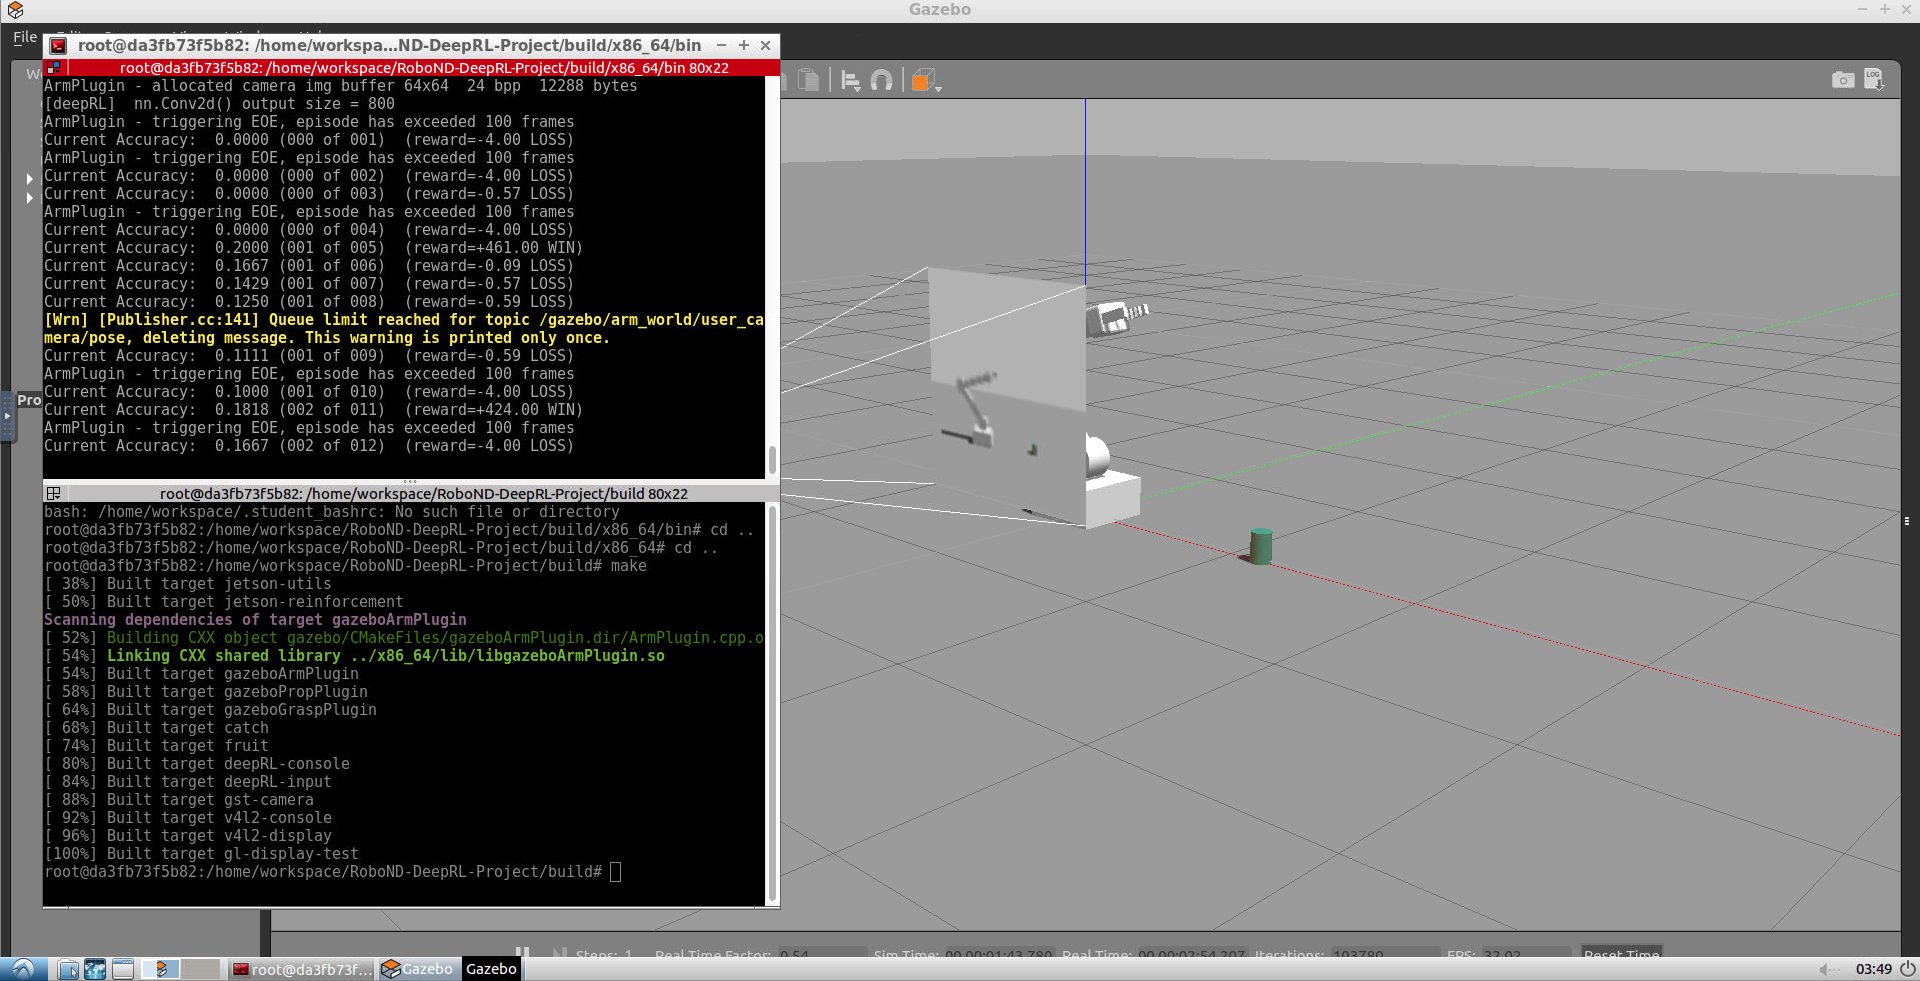 Gazebo
File
root@da3fb73f5b82: /home/workspa...ND-DeepRL-Project/build/x86_64/bin
root@da3fb73f5b82: /home/workspace/RoboND-DeepRL-Project/build/x86_64/bin 80x22
ArmPlugin - allocated camera img buffer 64x64  24 bpp  12288 bytes
[deepRL]  nn.Conv2d() output size = 800
ArmPlugin - triggering EOE, episode has exceeded 100 frames
Current Accuracy:  0.0000 (000 of 001)  (reward=-4.00 LOSS)
ArmPlugin - triggering EOE, episode has exceeded 100 frames
Current Accuracy:  0.0000 (000 of 002)  (reward=-4.00 LOSS)
Current Accuracy:  0.0000 (000 of 003)  (reward=-0.57 LOSS)
ArmPlugin - triggering EOE, episode has exceeded 100 frames
Current Accuracy:  0.0000 (000 of 004)  (reward=-4.00 LOSS)
Current Accuracy:  0.2000 (001 of 005)  (reward=+461.00 WIN)
Current Accuracy:  0.1667 (001 of 006)  (reward=-0.09 LOSS)
Current Accuracy:  0.1429 (001 of 007)  (reward=-0.57 LOSS)
Current Accuracy:  0.1250 (001 of 008)  (reward=-0.59 LOSS)
[Wrn] [Publisher.cc:141] Queue limit reached for topic /gazebo/arm_world/user_ca
mera/pose, deleting message. This warning is printed only once.
Current Accuracy:  0.1111 (001 of 009)  (reward=-0.59 LOSS)
ArmPlugin - triggering EOE, episode has exceeded 100 frames
Current Accuracy:  0.1000 (001 of 010)  (reward=-4.00 LOSS)
Current Accuracy:  0.1818 (002 of 011)  (reward=+424.00 WIN)
ArmPlugin - triggering EOE, episode has exceeded 100 frames
Current Accuracy:  0.1667 (002 of 012)  (reward=-4.00 LOSS)
Pro
root@da3fb73f5b82: /home/workspace/RoboND-DeepRL-Project/build 80x22
bash: /home/workspace/.student_bashrc: No such file or directory
root@da3fb73f5b82:/home/workspace/RoboND-DeepRL-Project/build/x86_64/bin# cd ..
root@da3fb73f5b82:/home/workspace/RoboND-DeepRL-Project/build/x86_64# cd ..
root@da3fb73f5b82:/home/workspace/RoboND-DeepRL-Project/build# make
[ 38%] Built target jetson-utils
[ 50%] Built target jetson-reinforcement
Scanning dependencies of target gazeboArmPlugin
[ 52%] Building CXX object gazebo/CMakeFiles/gazeboArmPlugin.dir/ArmPlugin.cpp.o
[ 54%] Linking CXX shared library ../x86_64/lib/libgazeboArmPlugin.so
[ 54%] Built target gazeboArmPlugin
[ 58%] Built target gazeboPropPlugin
[ 64%] Built target gazeboGraspPlugin
[ 68%] Built target catch
[ 74%] Built target fruit
[ 80%] Built target deepRL-console
[ 84%] Built target deepRL-input
[ 88%] Built target gst-camera
[ 92%] Built target v4l2-console
[ 96%] Built target v4l2-display
[100%] Built target gl-display-test
root@da3fb73f5b82:/home/workspace/RoboND-DeepRL-Project/build#
LOG
Steps: 1 Real Time Factor: 0.54 Sim Time: 00 00:01:43.780 Real Time: 00 00:02:54.207 Iterations: 103780 FPS: 32.02 Reset Time
root@da3fb73f... Gazebo Gazebo 03:49